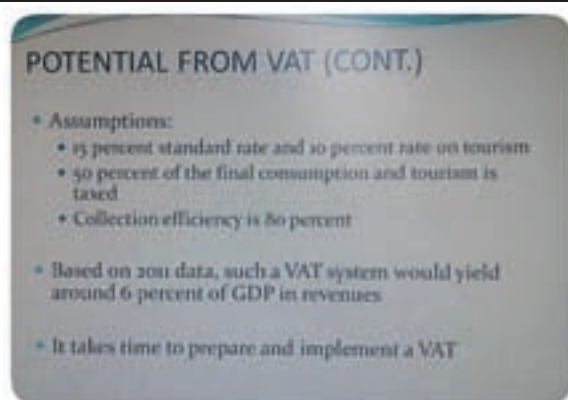 POTENTIAL FROM VAT (CONT.)
• Assumptions:
• 15 percent standard rate and 10 percent rate on tourism
• 50 percent of the final consumption and tourism is
taxed
• Collection efficiency is 80 percent
• Based on 2011 data, such a VAT system would yield
around 6 percent of GDP in revenues
• It takes time to prepare and implement a VAT